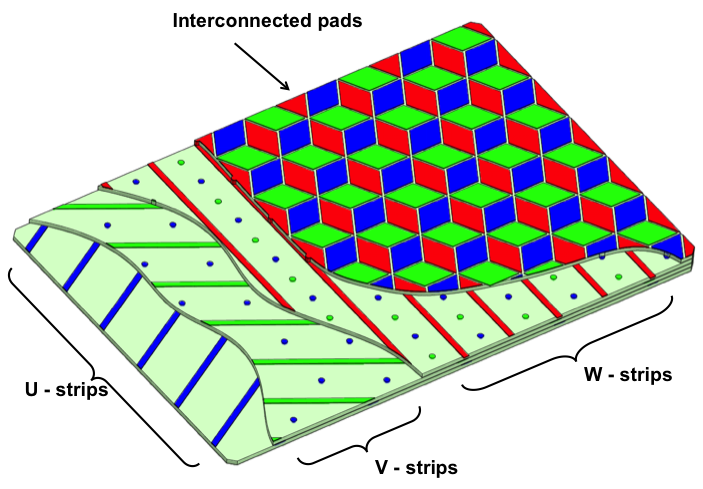 Interconnected pads
U - strips
W - strips
V - strips